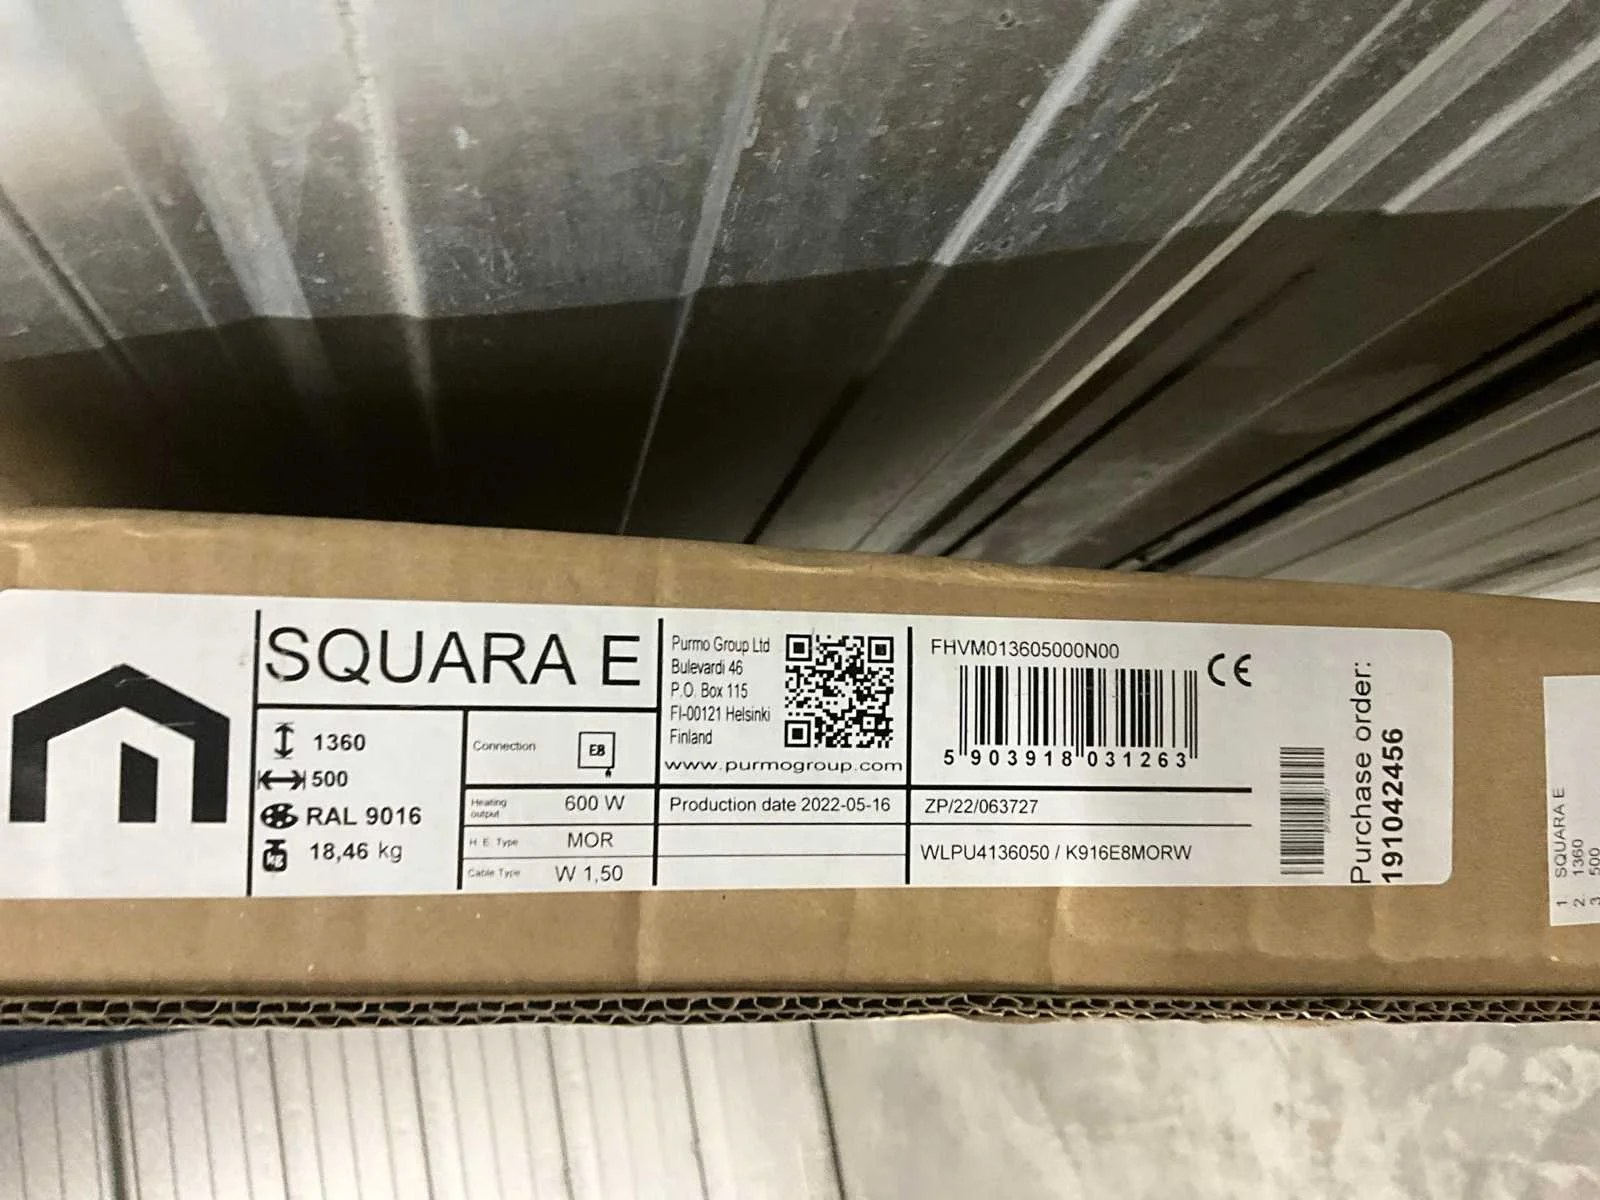 SQUARA E
1360
500
RAL 9016
18,46 kg
Connection E8
Heating output 600 W
H. E. Type MOR
Cable Type W 1,50
Purmo Group Ltd
Bulevardi 46
P.O. Box 115
FI-00121 Helsinki
Finland
www.purmogroup.com
Production date 2022-05-16
FHVM013605000N00
CE
5 903918 031263
ZP/22/063727
WLPU4136050 / K916E8MORW
Purchase order:
191042456
1. SQUARA E
2. 1360
3. 500